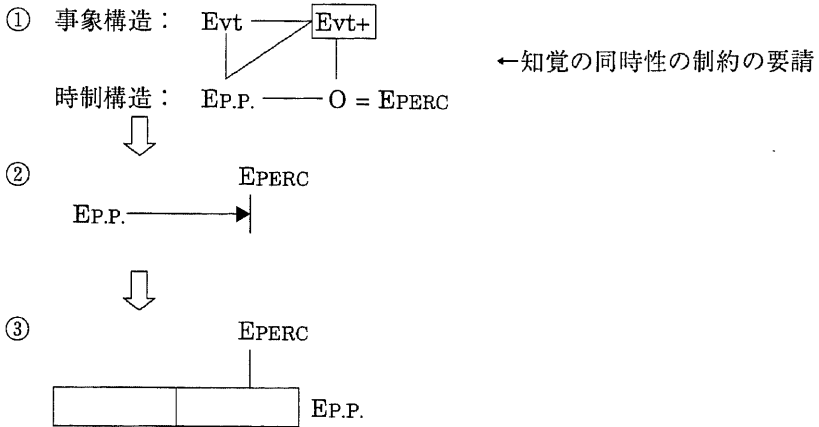 ① 事象構造： Evt Evt+
←知覚の同時性の制約の要請
時制構造： EP.P. O = EPERC
② EPERC
EP.P.
③ EPERC
EP.P.